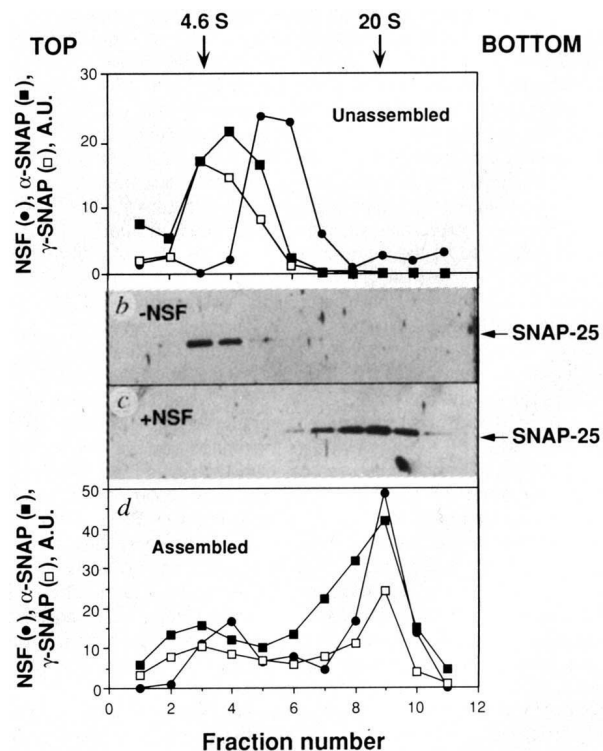 4.6 S 20 S
TOP BOTTOM
NSF (●), α-SNAP (■),
γ-SNAP (□), A.U.
30
20
10
0
Unassembled
b
-NSF
SNAP-25
c
+NSF
SNAP-25
NSF (●), α-SNAP (■),
γ-SNAP (□), A.U.
50
40
30
20
10
0
d
Assembled
0 2 4 6 8 10 12
Fraction number